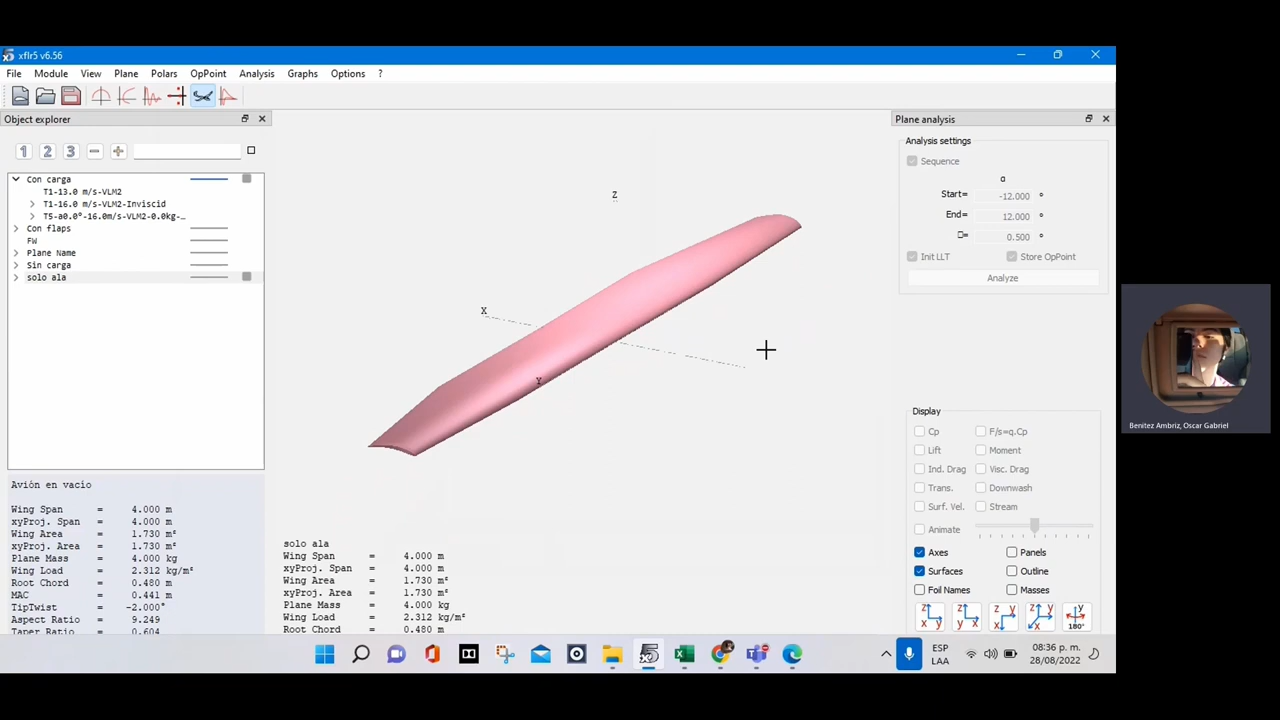 xflr5 v6.56
File Module View Plane Polars OpPoint Analysis Graphs Options ?
Object explorer
1 2 3
Con carga
T1-13.0 m/s-VLM2
T1-16.0 m/s-VLM2-Inviscid
T5-a0.0°-16.0m/s-VLM2-0.0kg-…
Con flaps
FW
Plane Name
Sin carga
solo ala
Avión en vacío
Wing Span = 4.000 m
xyProj. Span = 4.000 m
Wing Area = 1.730 m²
xyProj. Area = 1.730 m²
Plane Mass = 4.000 kg
Wing Load = 2.312 kg/m²
Root Chord = 0.480 m
MAC = 0.441 m
TipTwist = -2.000°
Aspect Ratio = 9.249
Taper Ratio = 0.604
Z
X
Y
solo ala
Wing Span = 4.000 m
xyProj. Span = 4.000 m
Wing Area = 1.730 m²
xyProj. Area = 1.730 m²
Plane Mass = 4.000 kg
Wing Load = 2.312 kg/m²
Root Chord = 0.480 m
Plane analysis
Analysis settings
Sequence
α
Start= -12.000 °
End= 12.000 °
□= 0.500 °
Init LLT Store OpPoint
Analyze
Display
Cp F/s=q.Cp
Lift Moment
Ind. Drag Visc. Drag
Trans. Downwash
Surf. Vel. Stream
Animate
Axes Panels
Surfaces Outline
Foil Names Masses
z x y z y x z y x z y x y 180°
Benitez Ambriz, Oscar Gabriel
ESP
LAA
08:36 p. m.
28/08/2022